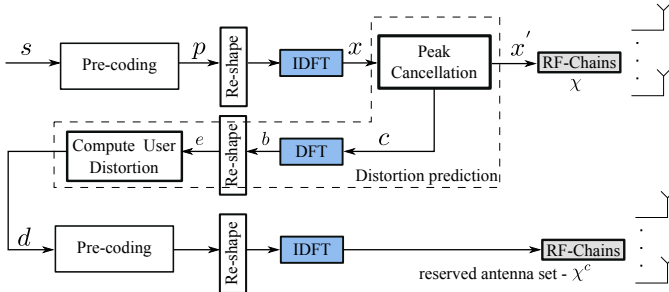 s
Pre-coding
p
Re-shape
IDFT
x
Peak
Cancellation
x′
RF-Chains
χ
Compute User
Distortion
e
Re-shape
b
DFT
c
Distortion prediction
d
Pre-coding
Re-shape
IDFT
RF-Chains
reserved antenna set - χᶜ